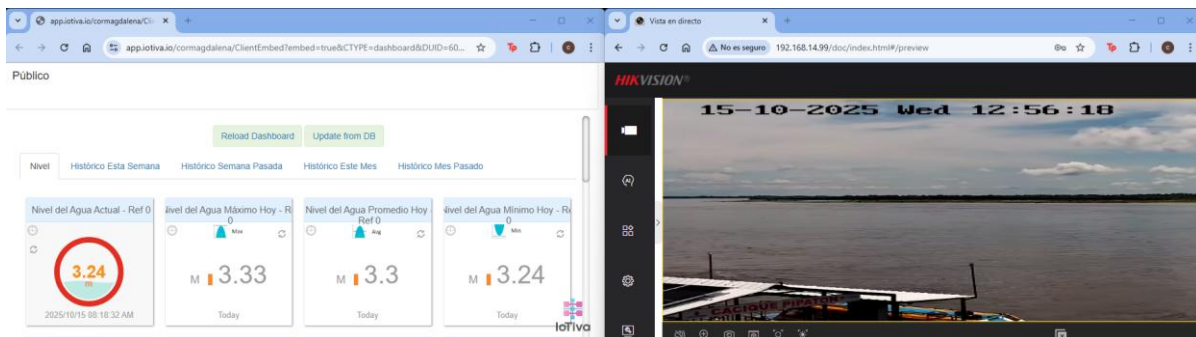 app.iotiva.io/cormagdalena/Cli
app.iotiva.io/cormagdalena/ClientEmbed?embed=true&CTYPE=dashboard&DUID=60...
Público
Reload Dashboard
Update from DB
Nivel
Histórico Esta Semana
Histórico Semana Pasada
Histórico Este Mes
Histórico Mes Pasado
Nivel del Agua Actual - Ref 0
3.24
m
2025/10/15 08:18:32 AM
Nivel del Agua Máximo Hoy - R
0
Max
M 3.33
Today
Nivel del Agua Promedio Hoy -
Ref 0
Avg
M 3.3
Today
Nivel del Agua Mínimo Hoy - R
0
Min
M 3.24
Today
IoTiva
Vista en directo
No es seguro
192.168.14.99/doc/index.html#/preview
HIKVISION®
AI
15-10-2025 Wed 12:56:18
CACIQUE PIPATON